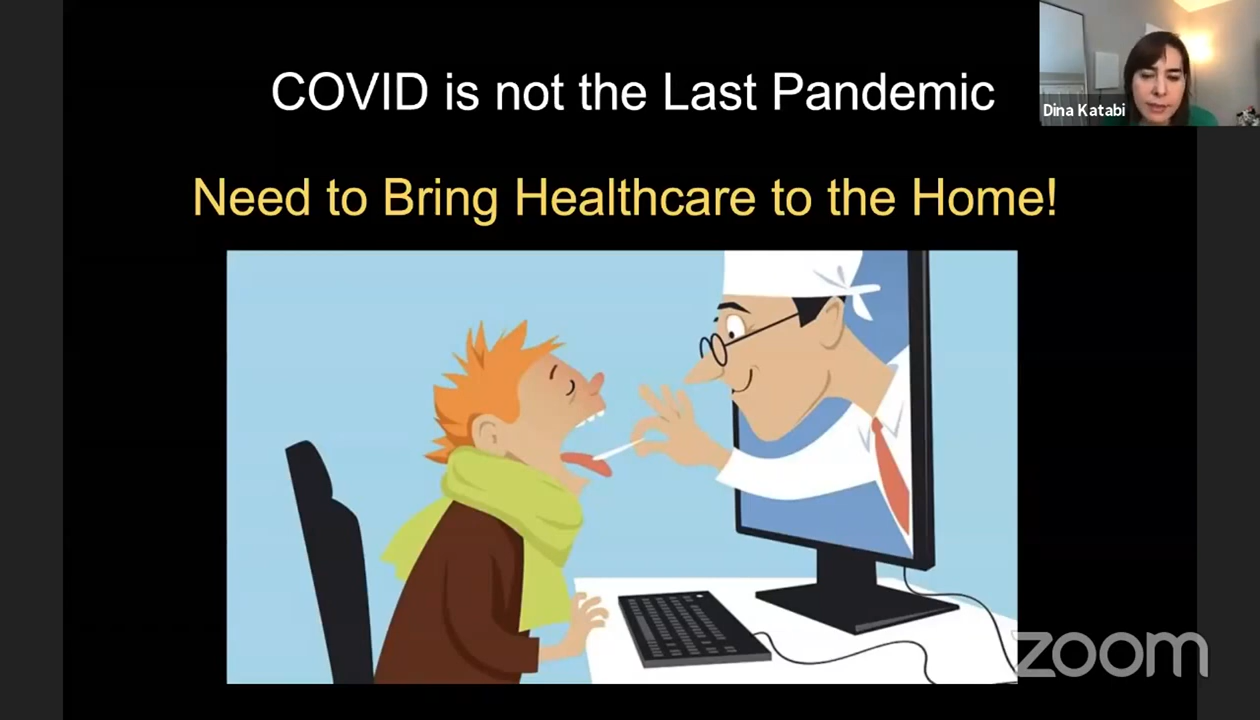 COVID is not the Last Pandemic
Dina Katabi
Need to Bring Healthcare to the Home!
zoom